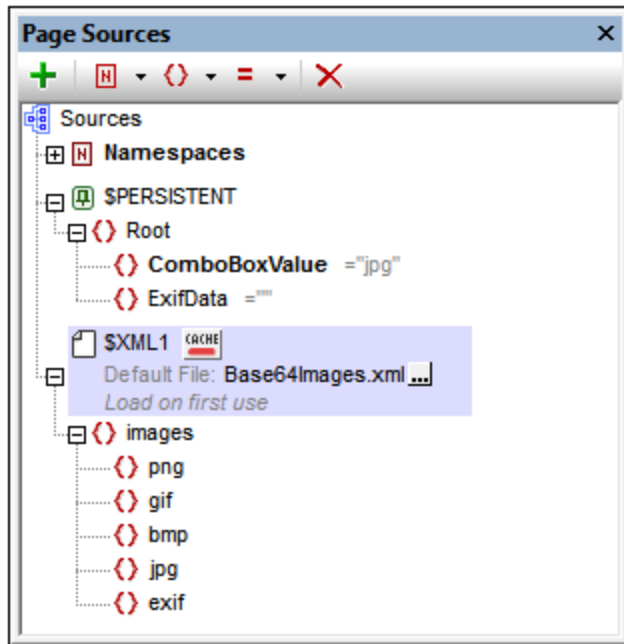 Page Sources
N {} =
Sources
N Namespaces
$PERSISTENT
{} Root
{} ComboBoxValue ="jpg"
{} ExifData =""
$XML1 CACHE
Default File: Base64Images.xml ...
Load on first use
{} images
{} png
{} gif
{} bmp
{} jpg
{} exif